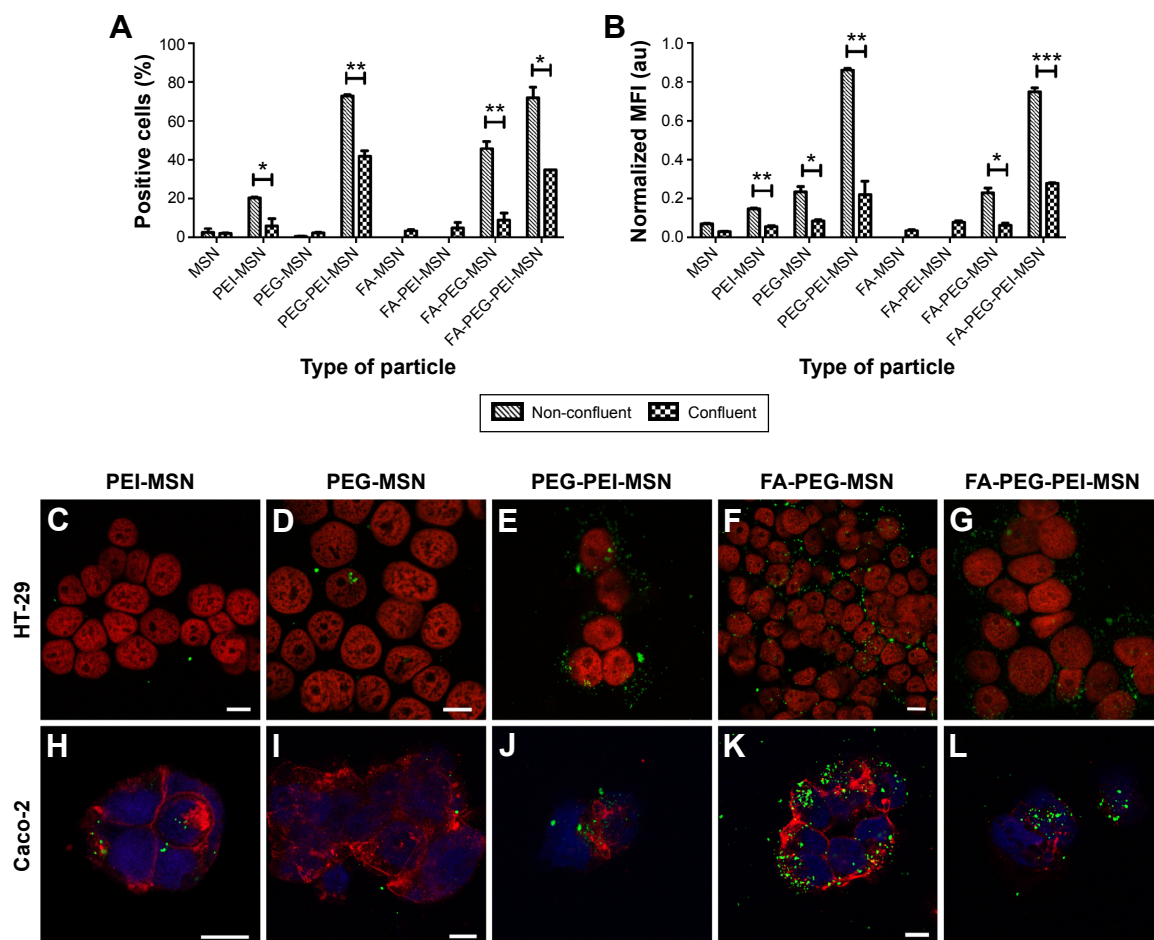 A
Positive cells (%)
100
80
60
40
20
0
*
**
**
*
MSN
PEI-MSN
PEG-MSN
PEG-PEI-MSN
FA-MSN
FA-PEI-MSN
FA-PEG-MSN
FA-PEG-PEI-MSN
Type of particle
B
Normalized MFI (au)
1.0
0.8
0.6
0.4
0.2
0.0
**
*
**
*
***
MSN
PEI-MSN
PEG-MSN
PEG-PEI-MSN
FA-MSN
FA-PEI-MSN
FA-PEG-MSN
FA-PEG-PEI-MSN
Type of particle
Non-confluent
Confluent
PEI-MSN
PEG-MSN
PEG-PEI-MSN
FA-PEG-MSN
FA-PEG-PEI-MSN
HT-29
C
D
E
F
G
Caco-2
H
I
J
K
L